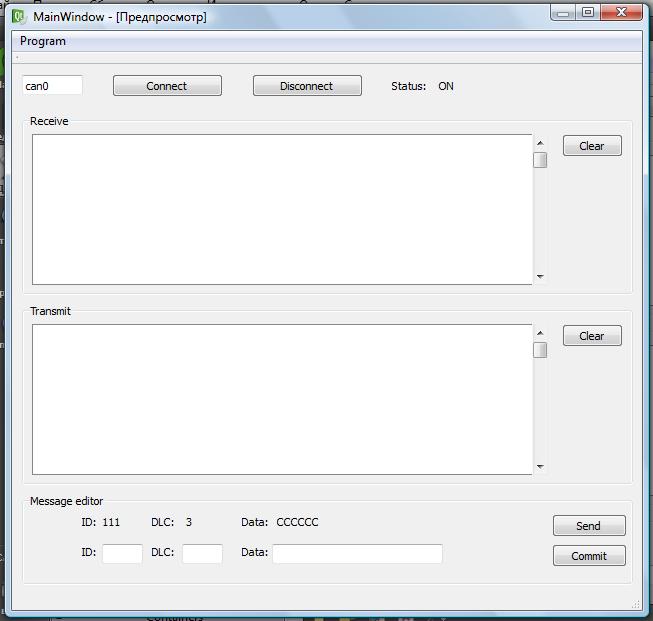 MainWindow - [Предпросмотр]
Program
can0 Connect Disconnect Status: ON
Receive
Clear
Transmit
Clear
Message editor
ID: 111 DLC: 3 Data: CCCCCC
Send
ID: DLC: Data:
Commit